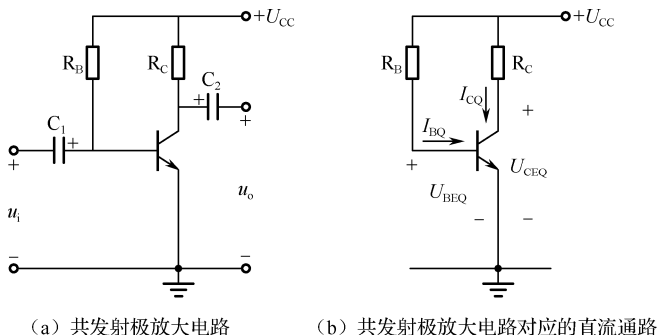 +U_CC
R_B
R_C
C_2
+
+
C_1
+
+
u_i
u_o
−
−
(a) 共发射极放大电路
+U_CC
R_B
R_C
I_CQ
+
I_BQ
+
U_CEQ
U_BEQ
−
−
(b) 共发射极放大电路对应的直流通路